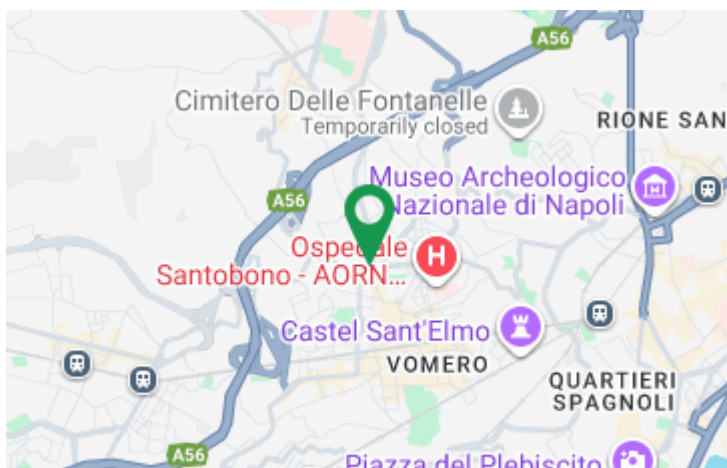 A56
Cimitero Delle Fontanelle
Temporarily closed
RIONE SAN
Museo Archeologico
Nazionale di Napoli
A56
Ospedale
Santobono - AORN...
H
Castel Sant'Elmo
VOMERO
QUARTIERI
SPAGNOLI
A56
Piazza del Plebiscito